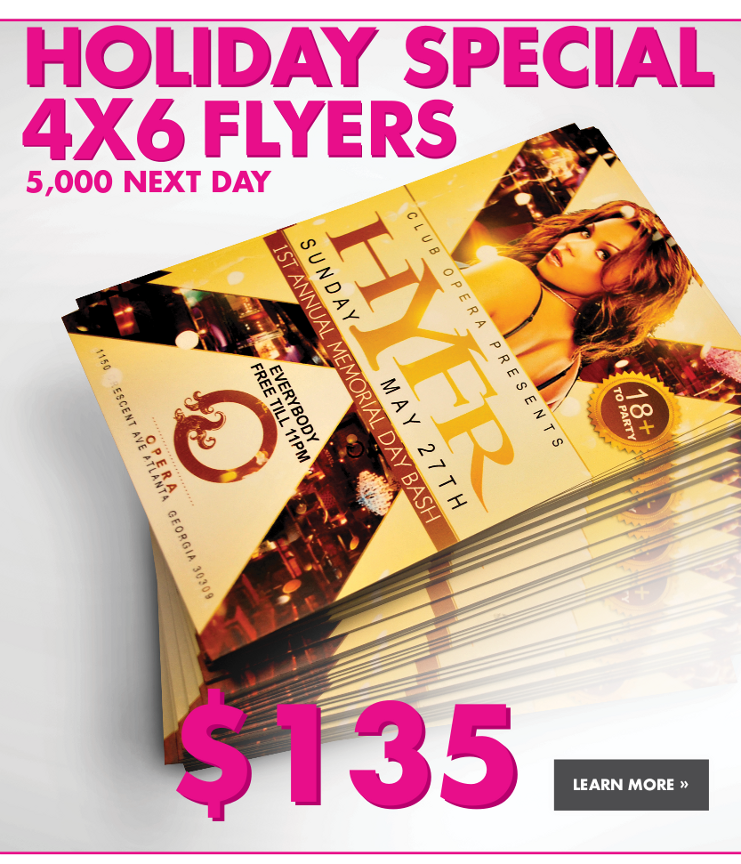 HOLIDAY SPECIAL
4X6 FLYERS
5,000 NEXT DAY
CLUB OPERA PRESENTS
HYER
SUNDAY MAY 27TH
1ST ANNUAL MEMORIAL DAY BASH
18+
TO PARTY
EVERYBODY
FREE TILL 11PM
OPERA
1150 ESCENT AVE ATLANTA GEORGIA 30309
$135
LEARN MORE »